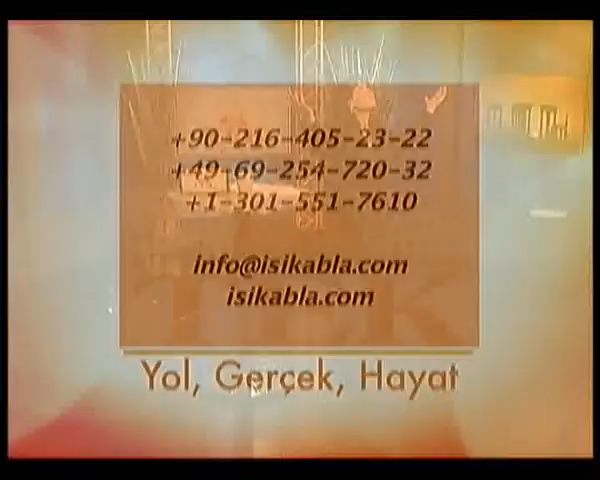 +90-216-405-23-22
+49-69-254-720-32
+1-301-551-7610
info@isikabla.com
isikabla.com
Yol, Gerçek, Hayat